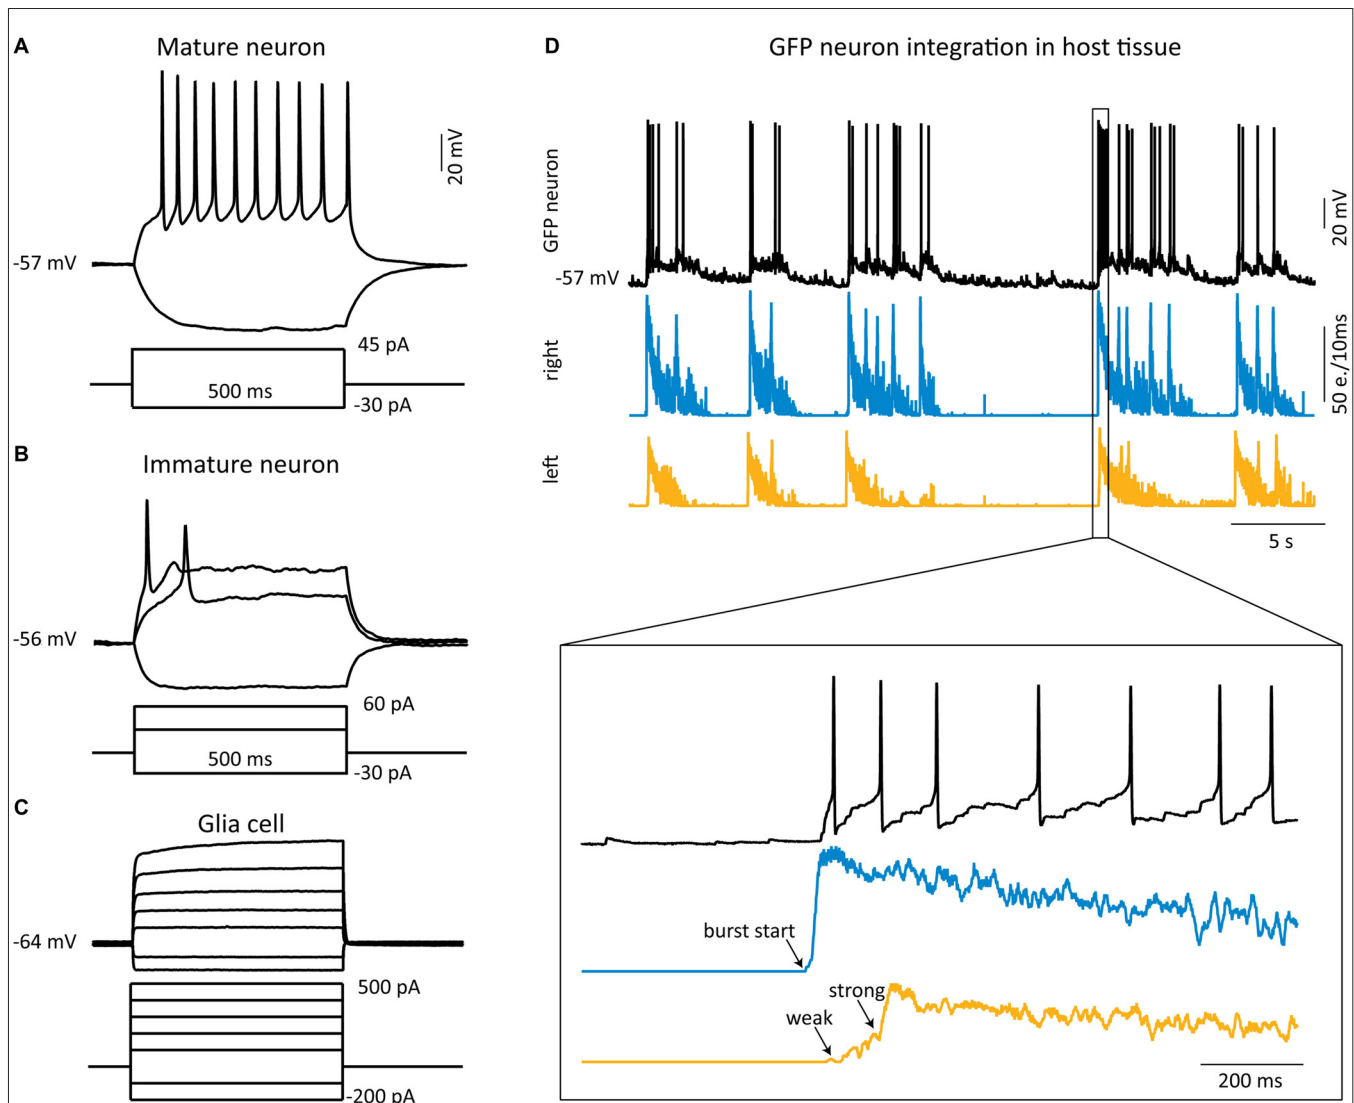 A
Mature neuron
20 mV
-57 mV
45 pA
500 ms
-30 pA
B
Immature neuron
-56 mV
60 pA
500 ms
-30 pA
C
Glia cell
-64 mV
500 pA
-200 pA
D
GFP neuron integration in host tissue
GFP neuron
-57 mV
20 mV
right
50 e./10ms
left
5 s
burst start
strong
weak
200 ms